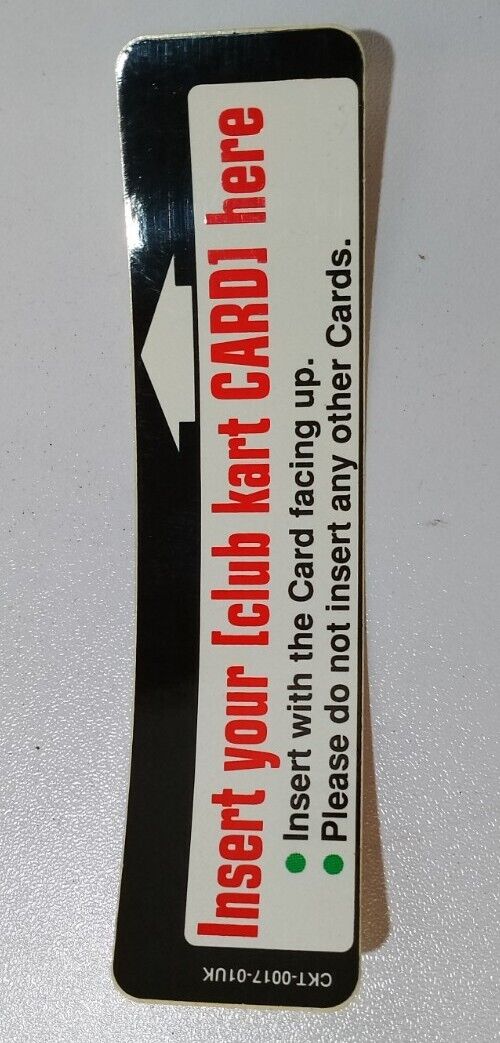 Insert your [club kart CARD] here
● Insert with the Card facing up.
● Please do not insert any other Cards.
CKT-0017-01UK